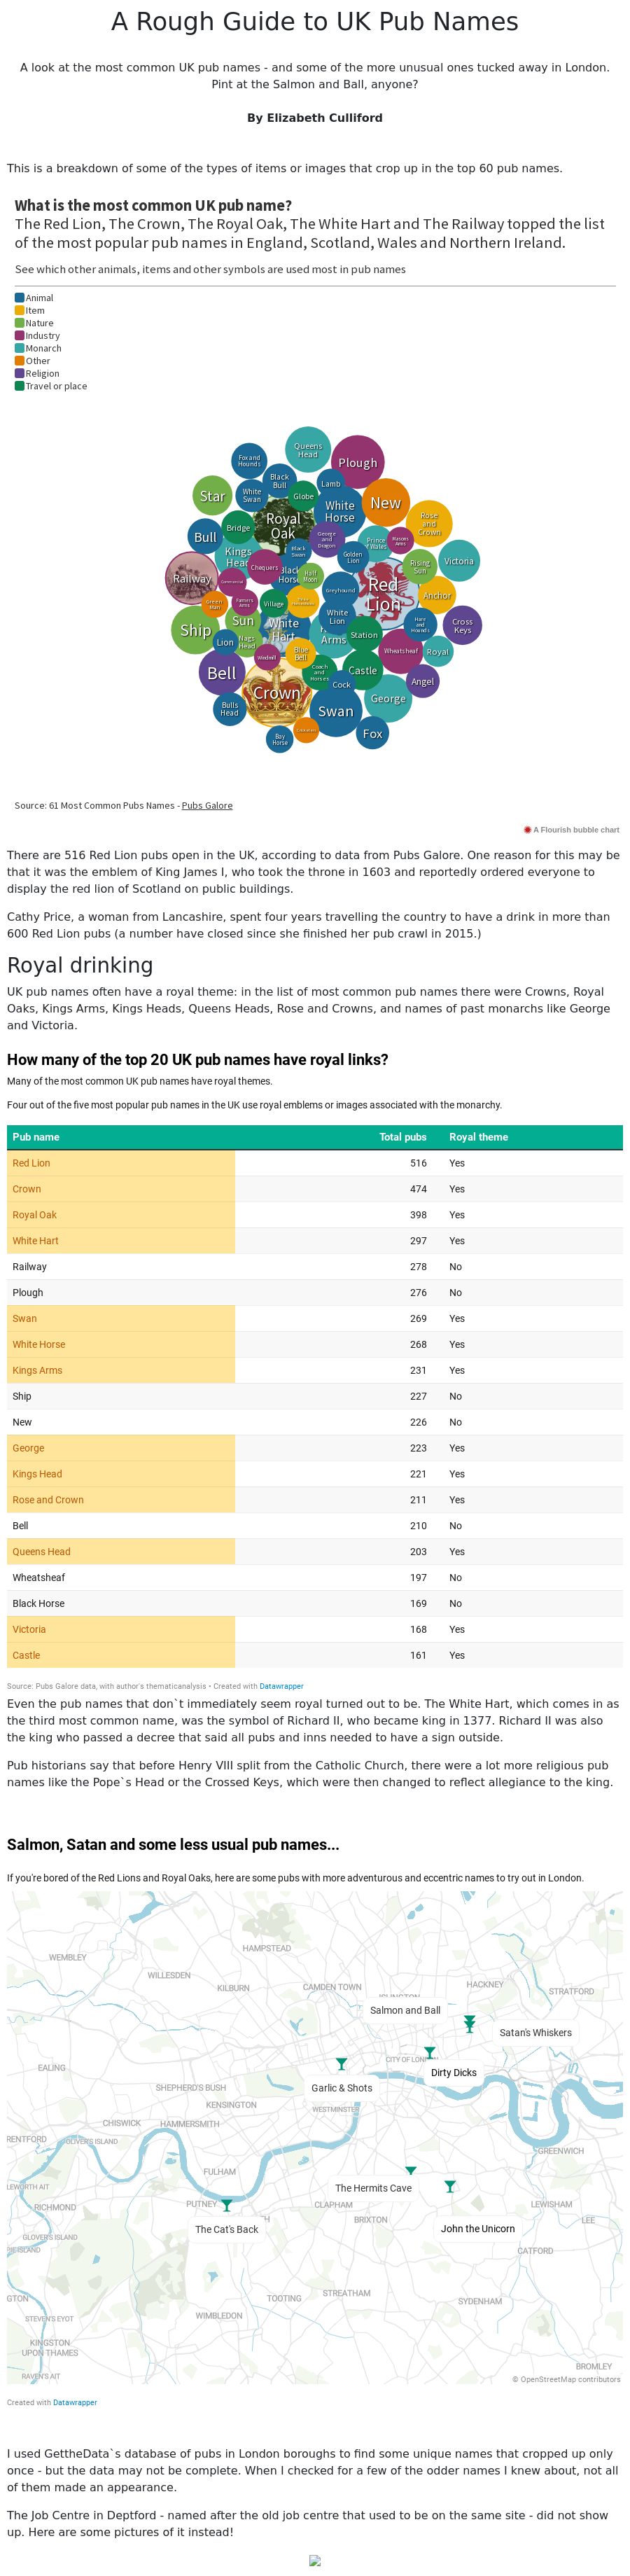 A Rough Guide to UK Pub Names
A look at the most common UK pub names - and some of the more unusual ones tucked away in London.
Pint at the Salmon and Ball, anyone?
By Elizabeth Culliford
This is a breakdown of some of the types of items or images that crop up in the top 60 pub names.
What is the most common UK pub name?
The Red Lion, The Crown, The Royal Oak, The White Hart and The Railway topped the list
of the most popular pub names in England, Scotland, Wales and Northern Ireland.
See which other animals, items and other symbols are used most in pub names
Animal
Item
Nature
Industry
Monarch
Other
Religion
Travel or place
Queens
Head
Plough
Fox and
Hounds
Black
Bull
Lamb
Star
White
Swan
Globe
White
Horse
New
Rose
and
Crown
Royal
Oak
Bull
Bridge
George
and
Dragon
Prince
of Wales
Masons
Arms
Kings
Head
Black
Swan
Golden
Lion
Victoria
Chequers
Rising
Sun
Railway
Black
Horse
Half
Moon
Greyhound
Red
Lion
Anchor
Green
Man
Farmers
Arms
Village
Ship
Sun
White
Hart
White
Lion
Arms
Hare
and
Hounds
Cross
Keys
Lion
Nags
Head
Station
Blue
Bell
Wheatsheaf
Royal
Bell
Windmill
Coach
and
Horses
Castle
Angel
Crown
Cock
Bulls
Head
Swan
George
Bay
Horse
Fox
Source: 61 Most Common Pubs Names - Pubs Galore
A Flourish bubble chart
There are 516 Red Lion pubs open in the UK, according to data from Pubs Galore. One reason for this may be
that it was the emblem of King James I, who took the throne in 1603 and reportedly ordered everyone to
display the red lion of Scotland on public buildings.
Cathy Price, a woman from Lancashire, spent four years travelling the country to have a drink in more than
600 Red Lion pubs (a number have closed since she finished her pub crawl in 2015.)
Royal drinking
UK pub names often have a royal theme: in the list of most common pub names there were Crowns, Royal
Oaks, Kings Arms, Kings Heads, Queens Heads, Rose and Crowns, and names of past monarchs like George
and Victoria.
How many of the top 20 UK pub names have royal links?
Many of the most common UK pub names have royal themes.
Four out of the five most popular pub names in the UK use royal emblems or images associated with the monarchy.
Pub name Total pubs Royal theme
Red Lion 516 Yes
Crown 474 Yes
Royal Oak 398 Yes
White Hart 297 Yes
Railway 278 No
Plough 276 No
Swan 269 Yes
White Horse 268 Yes
Kings Arms 231 Yes
Ship 227 No
New 226 No
George 223 Yes
Kings Head 221 Yes
Rose and Crown 211 Yes
Bell 210 No
Queens Head 203 Yes
Wheatsheaf 197 No
Black Horse 169 No
Victoria 168 Yes
Castle 161 Yes
Source: Pubs Galore data, with author's thematicanalysis • Created with Datawrapper
Even the pub names that don`t immediately seem royal turned out to be. The White Hart, which comes in as
the third most common name, was the symbol of Richard II, who became king in 1377. Richard II was also
the king who passed a decree that said all pubs and inns needed to have a sign outside.
Pub historians say that before Henry VIII split from the Catholic Church, there were a lot more religious pub
names like the Pope`s Head or the Crossed Keys, which were then changed to reflect allegiance to the king.
Salmon, Satan and some less usual pub names...
If you're bored of the Red Lions and Royal Oaks, here are some pubs with more adventurous and eccentric names to try out in London.
HAMPSTEAD
WEMBLEY
WILLESDEN
KILBURN
CAMDEN TOWN
HACKNEY
STRATFORD
ISLINGTON
Salmon and Ball
Satan's Whiskers
CITY OF LONDON
EALING
Dirty Dicks
SHEPHERD'S BUSH
Garlic & Shots
KENSINGTON
WESTMINSTER
CHISWICK
HAMMERSMITH
BRENTFORD
OLIVER'S ISLAND
GREENWICH
FULHAM
ISLEWORTH AIT
The Hermits Cave
RICHMOND
PUTNEY
CLAPHAM
LEWISHAM
BRIXTON
LEE
The Cat's Back
John the Unicorn
GLOVER'S ISLAND
PIE ISLAND
CATFORD
STREATHAM
TOOTING
SYDENHAM
GTON
WIMBLEDON
STEVEN'S EYOT
KINGSTON
UPON THAMES
BROMLEY
RAVEN'S AIT
© OpenStreetMap contributors
Created with Datawrapper
I used GettheData`s database of pubs in London boroughs to find some unique names that cropped up only
once - but the data may not be complete. When I checked for a few of the odder names I knew about, not all
of them made an appearance.
The Job Centre in Deptford - named after the old job centre that used to be on the same site - did not show
up. Here are some pictures of it instead!